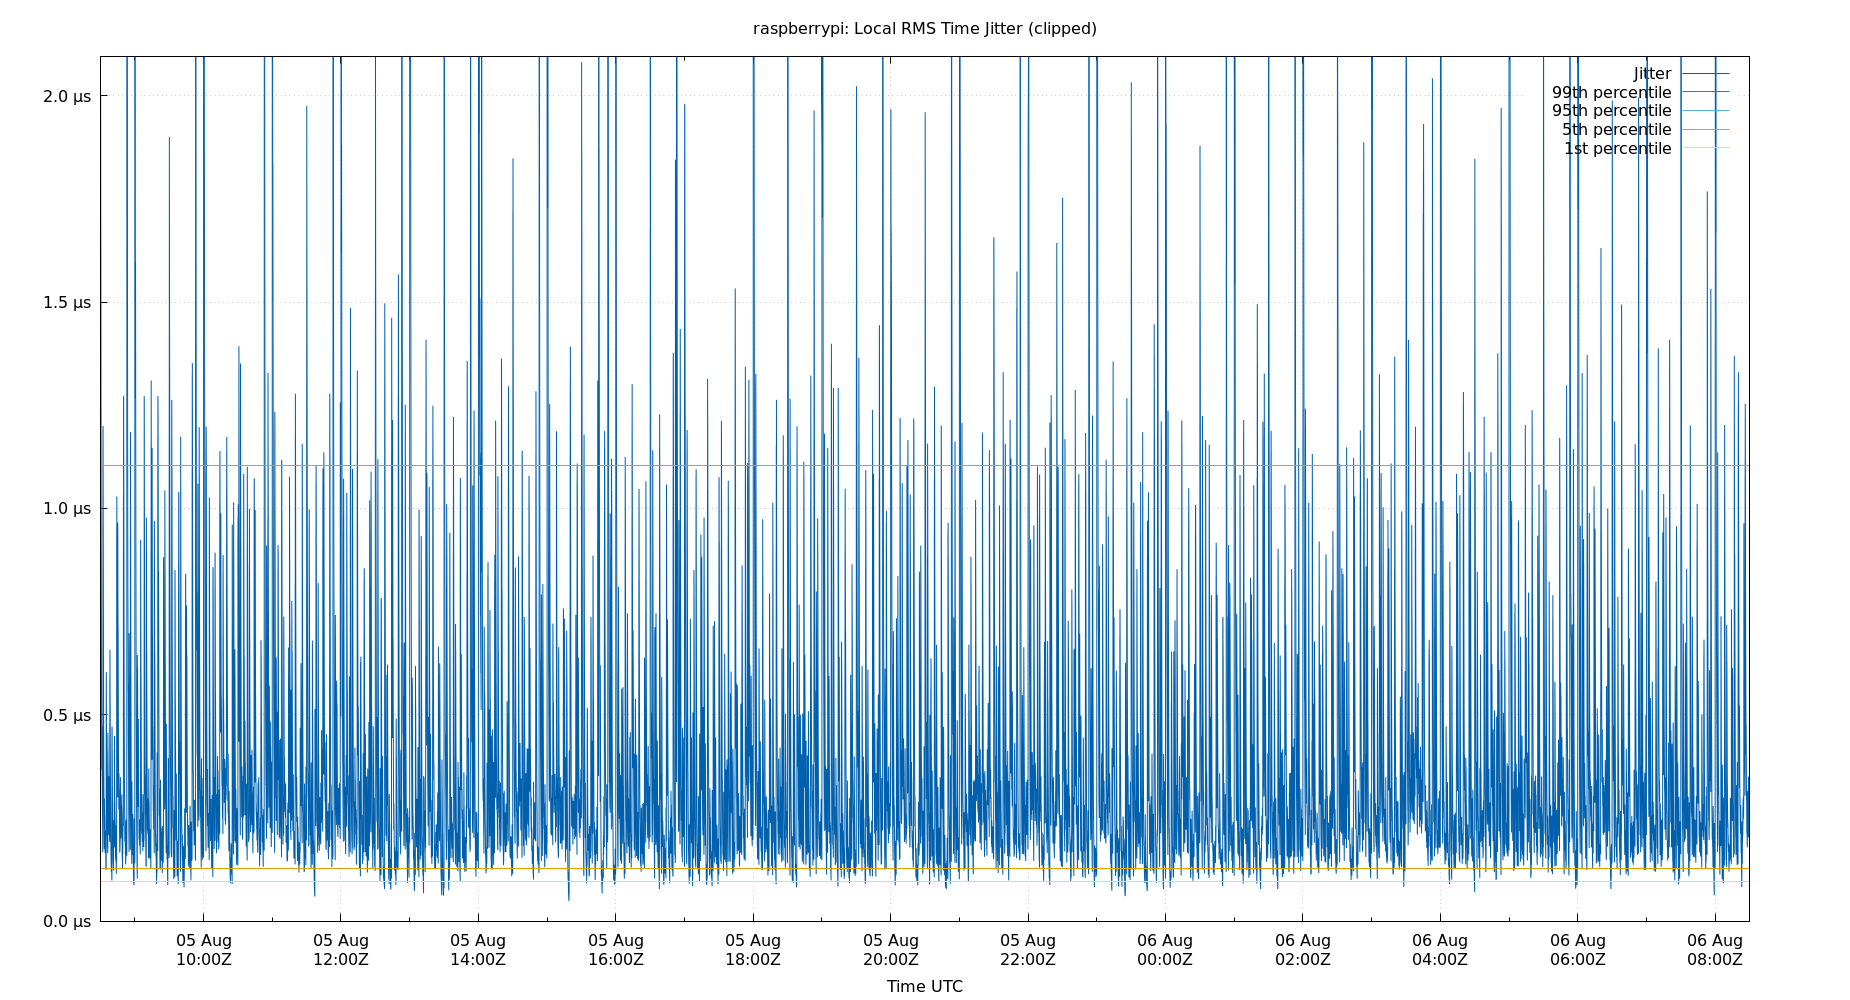 raspberrypi: Local RMS Time Jitter (clipped)
Jitter
99th percentile
95th percentile
5th percentile
1st percentile
2.0 µs
1.5 µs
1.0 µs
0.5 µs
0.0 µs
05 Aug 05 Aug 05 Aug 05 Aug 05 Aug 05 Aug 05 Aug 06 Aug 06 Aug 06 Aug 06 Aug 06 Aug
10:00Z 12:00Z 14:00Z 16:00Z 18:00Z 20:00Z 22:00Z 00:00Z 02:00Z 04:00Z 06:00Z 08:00Z
Time UTC